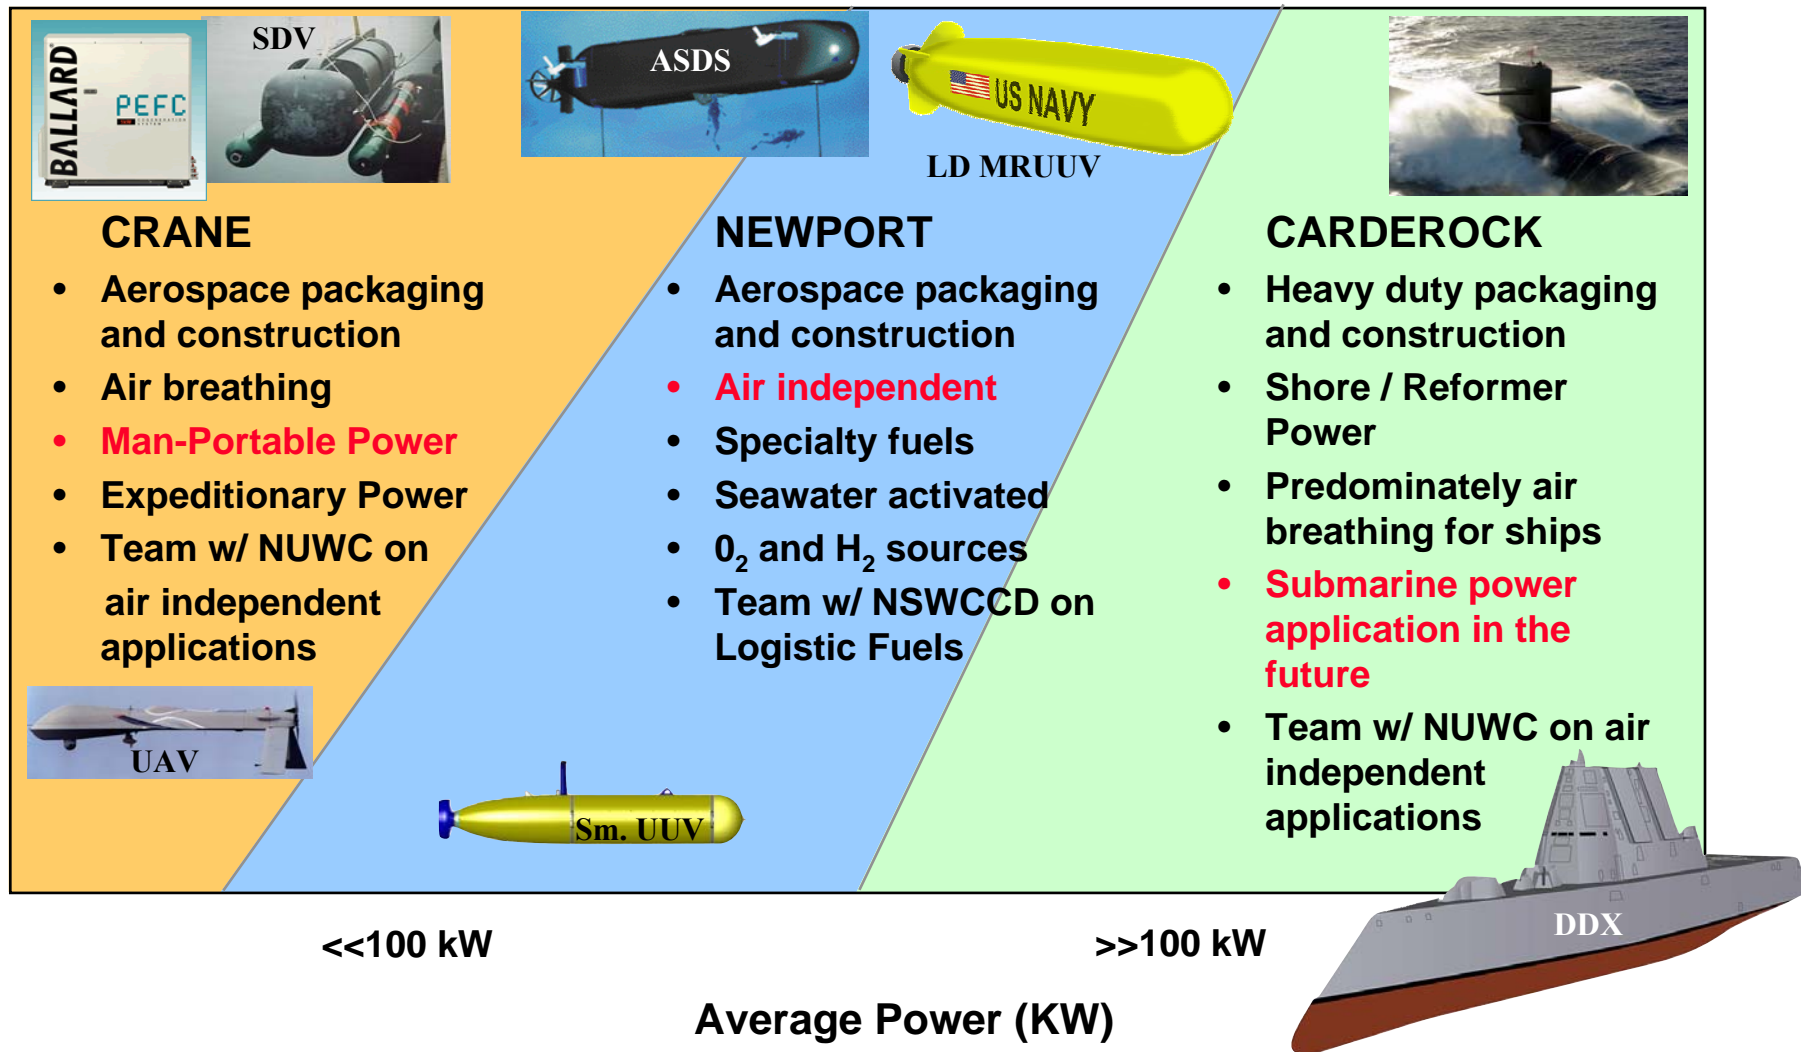 BALLARD
PEFC
SDV
ASDS
US NAVY
LD MRUUV
CRANE
• Aerospace packaging
and construction
• Air breathing
• Man-Portable Power
• Expeditionary Power
• Team w/ NUWC on
air independent
applications
UAV
NEWPORT
• Aerospace packaging
and construction
• Air independent
• Specialty fuels
• Seawater activated
• 0₂ and H₂ sources
• Team w/ NSWCCD on
Logistic Fuels
Sm. UUV
CARDEROCK
• Heavy duty packaging
and construction
• Shore / Reformer
Power
• Predominately air
breathing for ships
• Submarine power
application in the
future
• Team w/ NUWC on air
independent
applications
DDX
<<100 kW
>>100 kW
Average Power (KW)